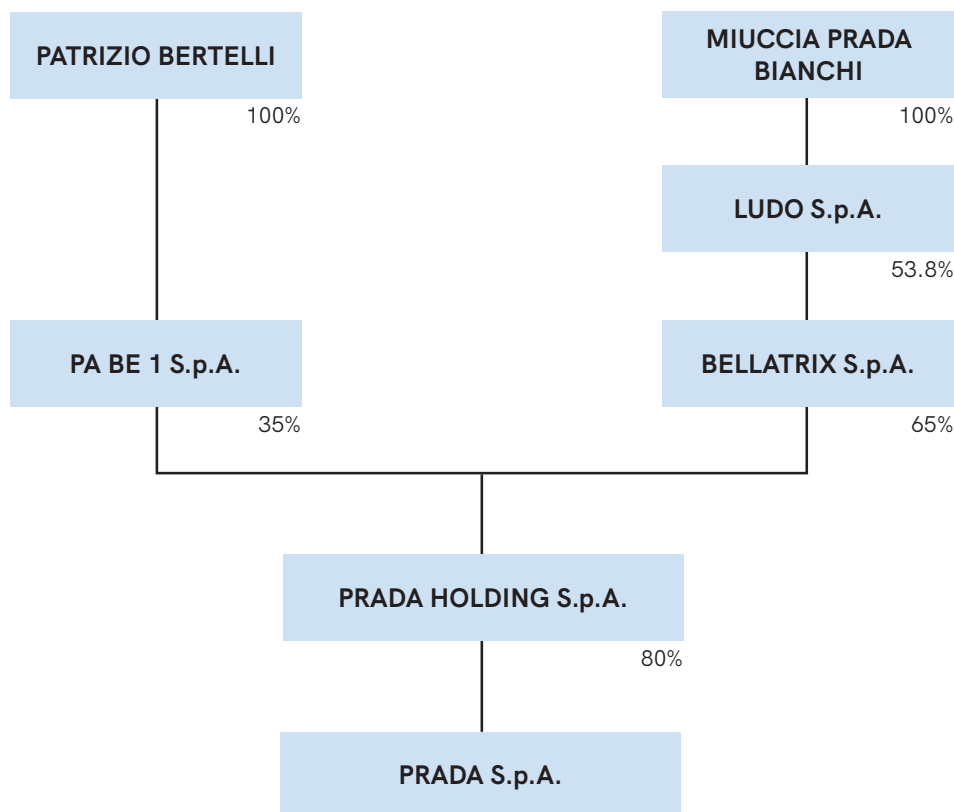 PATRIZIO BERTELLI
MIUCCIA PRADA
BIANCHI
100%
100%
LUDO S.p.A.
53.8%
PA BE 1 S.p.A.
BELLATRIX S.p.A.
35%
65%
PRADA HOLDING S.p.A.
80%
PRADA S.p.A.